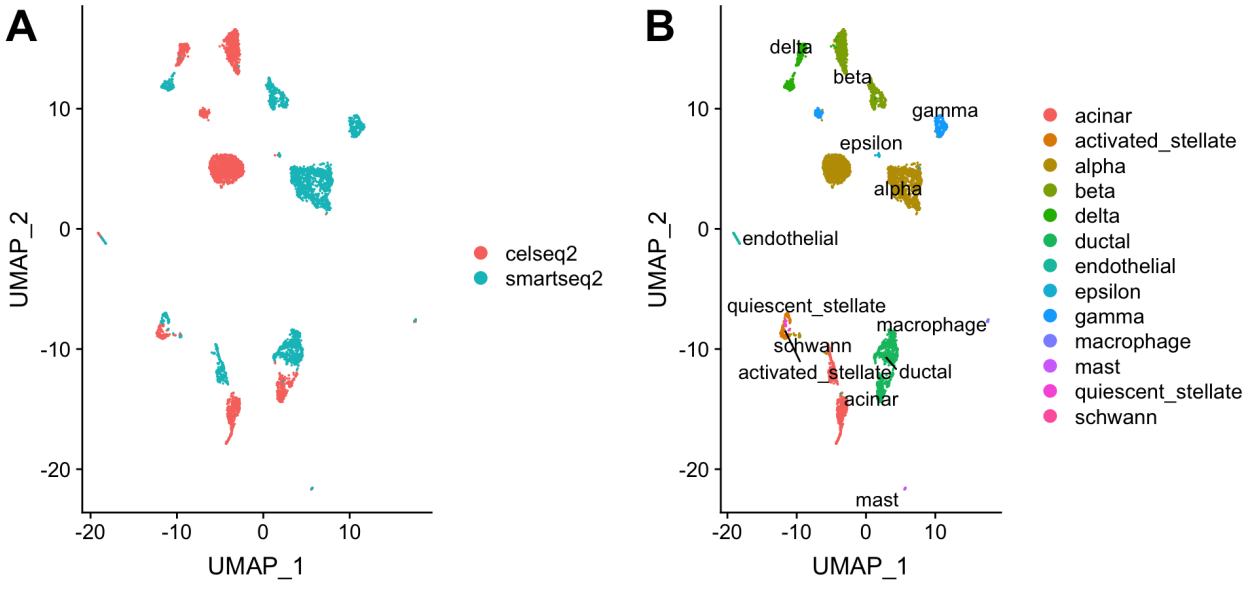 A
UMAP_2
10
0
-10
-20
-20
-10
0
10
UMAP_1
celseq2
smartseq2
B
UMAP_2
10
0
-10
-20
-20
-10
0
10
UMAP_1
delta
beta
gamma
epsilon
alpha
endothelial
quiescent_stellate
macrophage
schwann
activated_stellate
ductal
acinar
mast
acinar
activated_stellate
alpha
beta
delta
ductal
endothelial
epsilon
gamma
macrophage
mast
quiescent_stellate
schwann